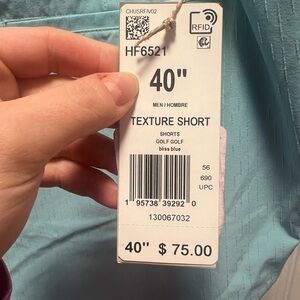 CHUSRFIV02
RFID
HF6521
40"
MEN / HOMBRE
TEXTURE SHORT
SHORTS
GOLF GOLF
bliss blue
56
690
UPC
1 95738 39292 0
130067032
40" $ 75.00